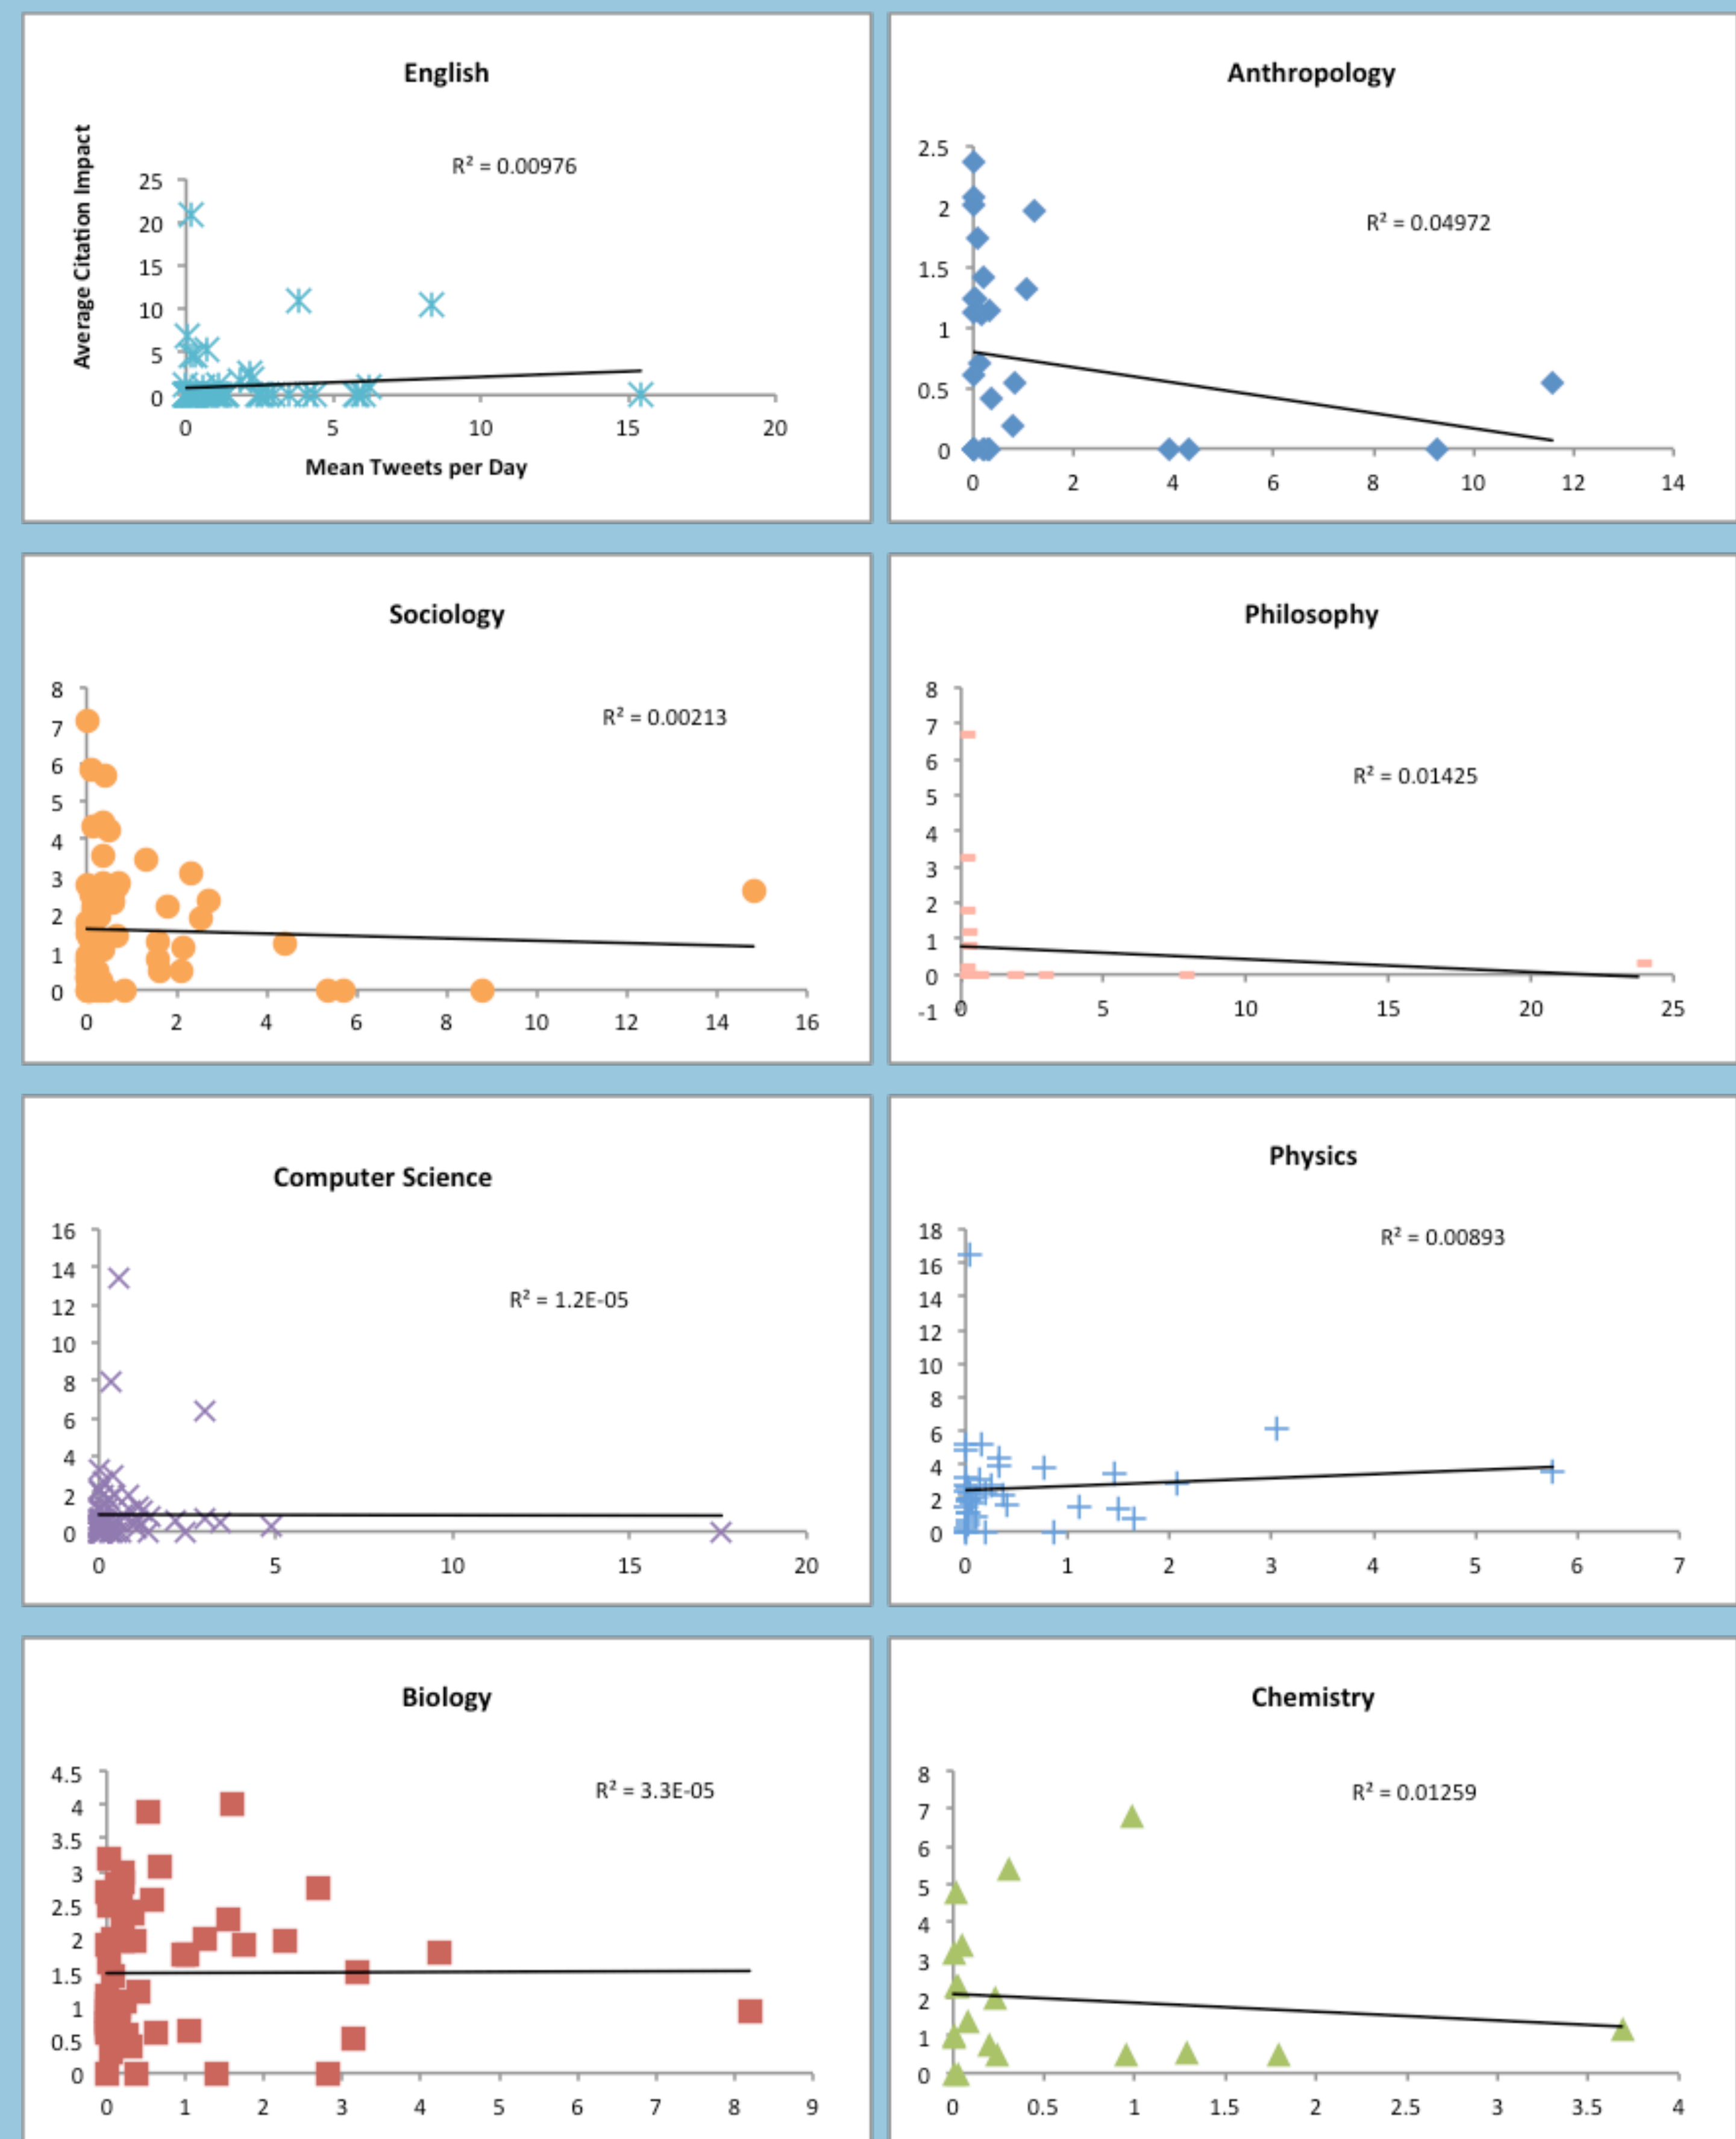 English
Average Citation Impact
R² = 0.00976
25
20
15
10
5
0
0 5 10 15 20
Mean Tweets per Day
Anthropology
R² = 0.04972
2.5
2
1.5
1
0.5
0
0 2 4 6 8 10 12 14
Sociology
R² = 0.00213
8
7
6
5
4
3
2
1
0
0 2 4 6 8 10 12 14 16
Philosophy
R² = 0.01425
8
7
6
5
4
3
2
1
0
-1
0 5 10 15 20 25
Computer Science
R² = 1.2E-05
16
14
12
10
8
6
4
2
0
0 5 10 15 20
Physics
R² = 0.00893
18
16
14
12
10
8
6
4
2
0
0 1 2 3 4 5 6 7
Biology
R² = 3.3E-05
4.5
4
3.5
3
2.5
2
1.5
1
0.5
0
0 1 2 3 4 5 6 7 8 9
Chemistry
R² = 0.01259
8
7
6
5
4
3
2
1
0
0 0.5 1 1.5 2 2.5 3 3.5 4